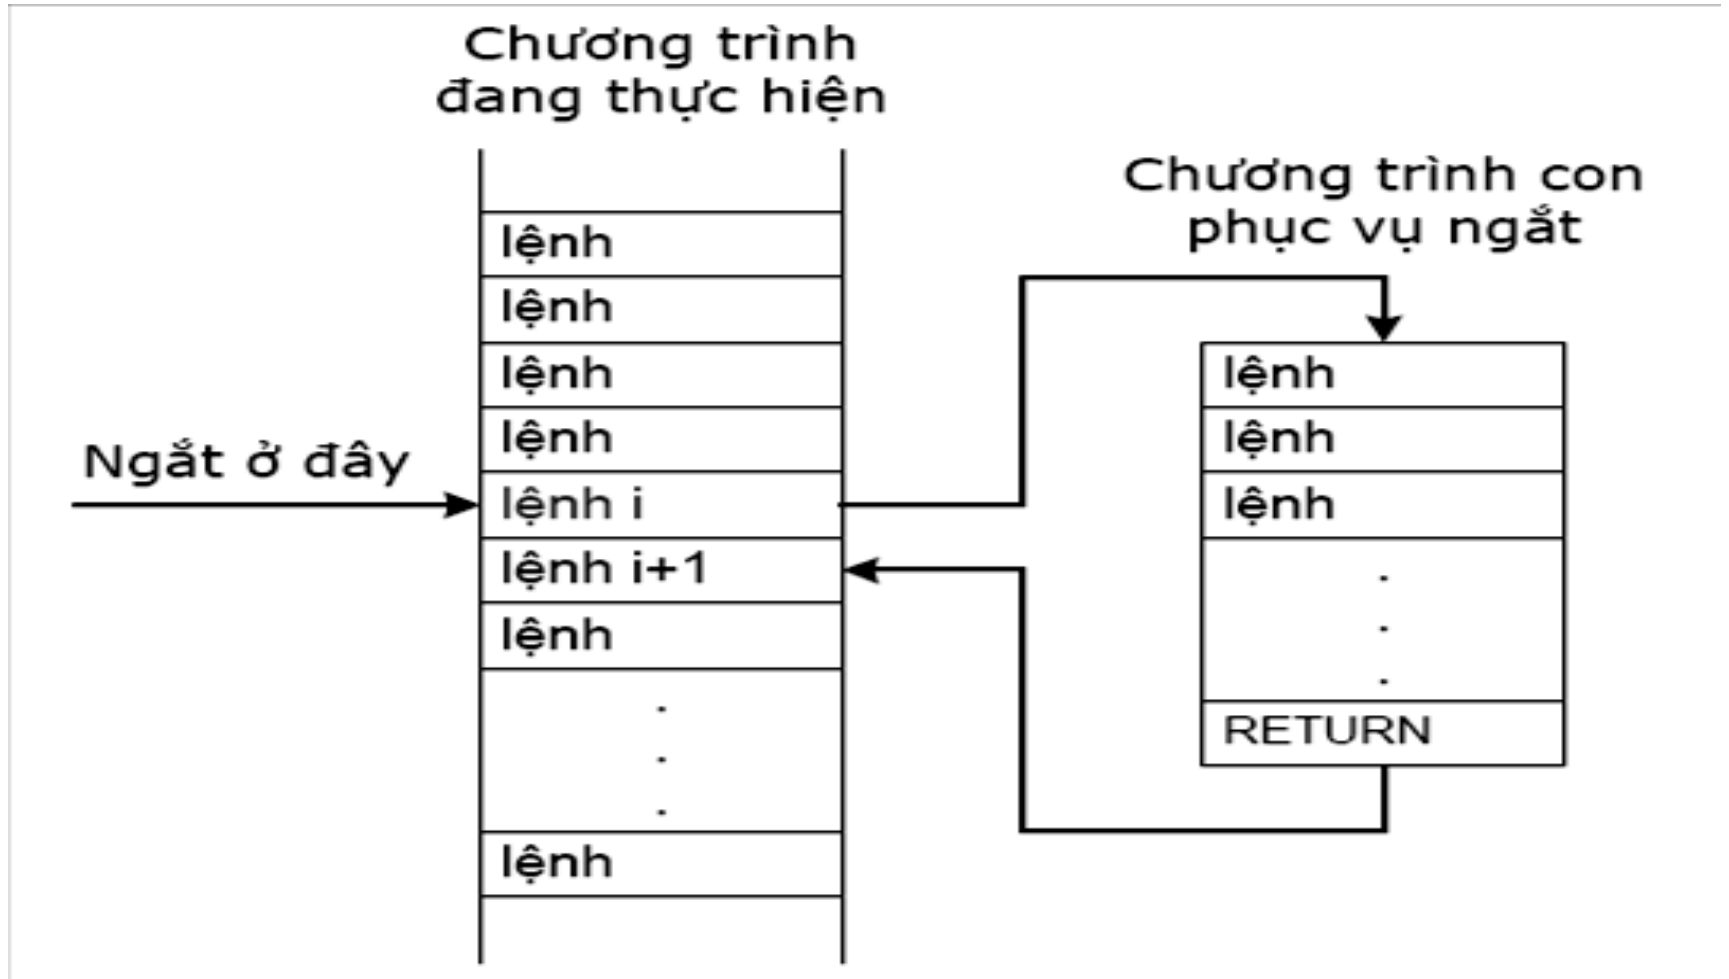 Chương trình
đang thực hiện
lệnh
lệnh
lệnh
lệnh
Ngắt ở đây
lệnh i
lệnh i+1
lệnh
.
.
.
lệnh
Chương trình con
phục vụ ngắt
lệnh
lệnh
lệnh
.
.
.
RETURN